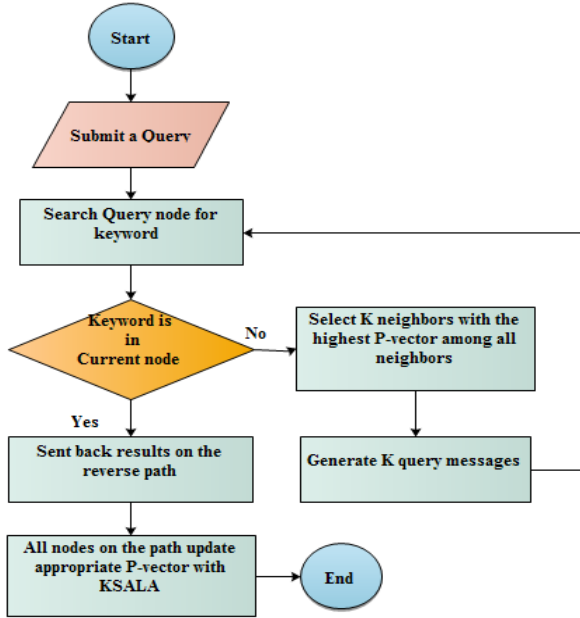 Start
Submit a Query
Search Query node for
keyword
Keyword is
in
Current node
No
Select K neighbors with the
highest P-vector among all
neighbors
Yes
Sent back results on the
reverse path
Generate K query messages
All nodes on the path update
appropriate P-vector with
KSALA
End